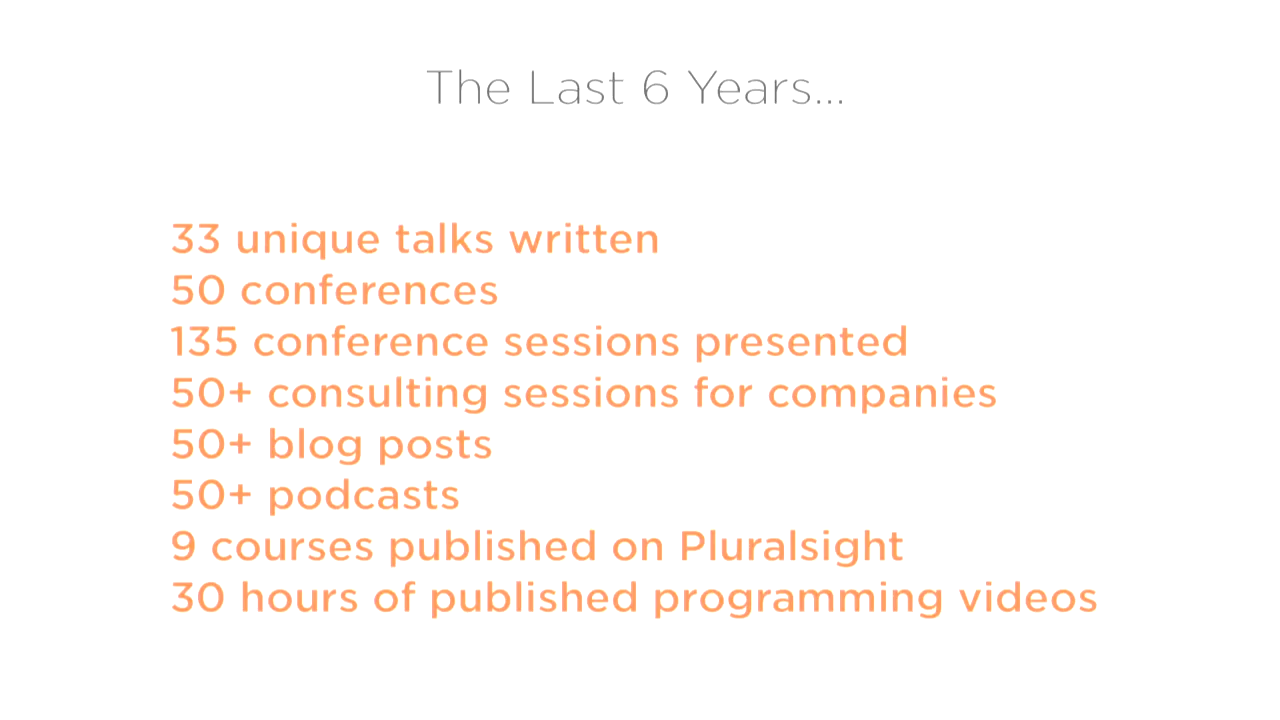 The Last 6 Years...
33 unique talks written
50 conferences
135 conference sessions presented
50+ consulting sessions for companies
50+ blog posts
50+ podcasts
9 courses published on Pluralsight
30 hours of published programming videos